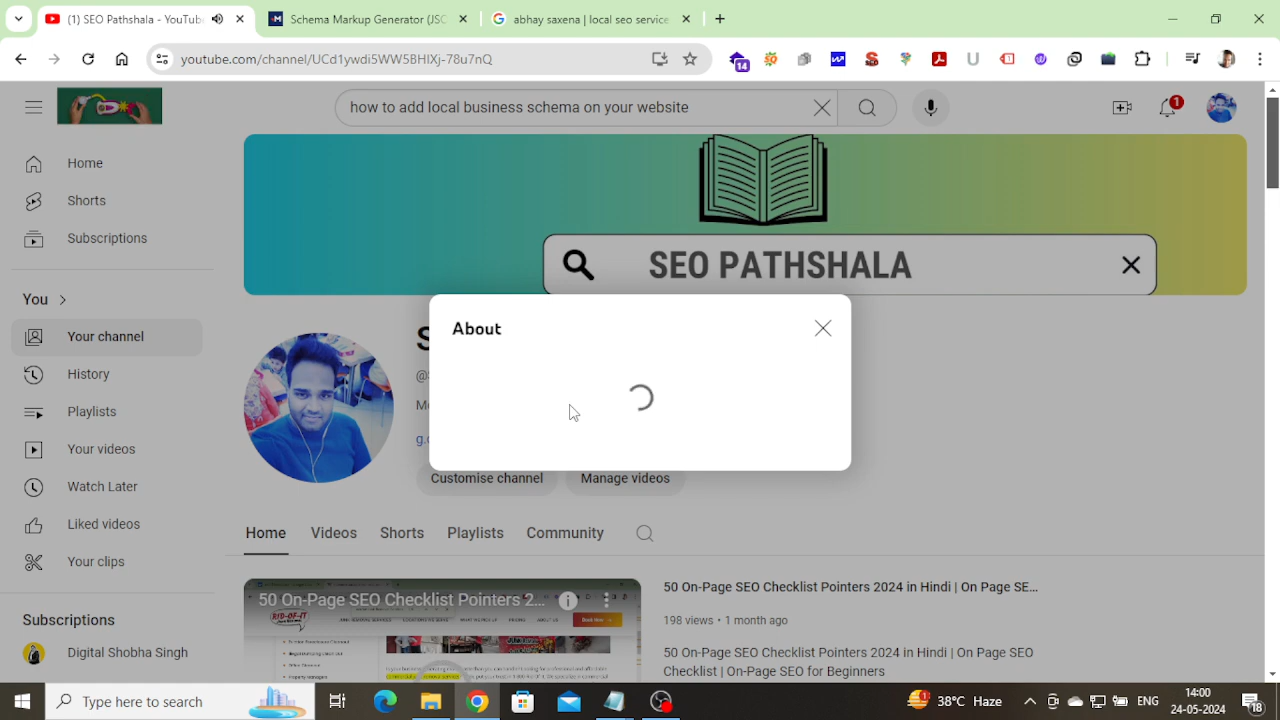 (1) SEO Pathshala - YouTube
Schema Markup Generator (JSO
abhay saxena | local seo service
youtube.com/channel/UCd1ywdi5WW5BHIXj-78u7nQ
14
how to add local business schema on your website
1
Home
Shorts
Subscriptions
You
Your channel
History
Playlists
Your videos
Watch Later
Liked videos
Your clips
Subscriptions
Digital Shobha Singh
SEO PATHSHALA
About
Customise channel
Manage videos
Home
Videos
Shorts
Playlists
Community
50 On-Page SEO Checklist Pointers 2...
50 On-Page SEO Checklist Pointers 2024 in Hindi | On Page SE...
198 views • 1 month ago
50 On-Page SEO Checklist Pointers 2024 in Hindi | On Page SEO
Checklist | On-Page SEO for Beginners
Type here to search
1
38°C Haze
ENG
14:00
24-05-2024
18